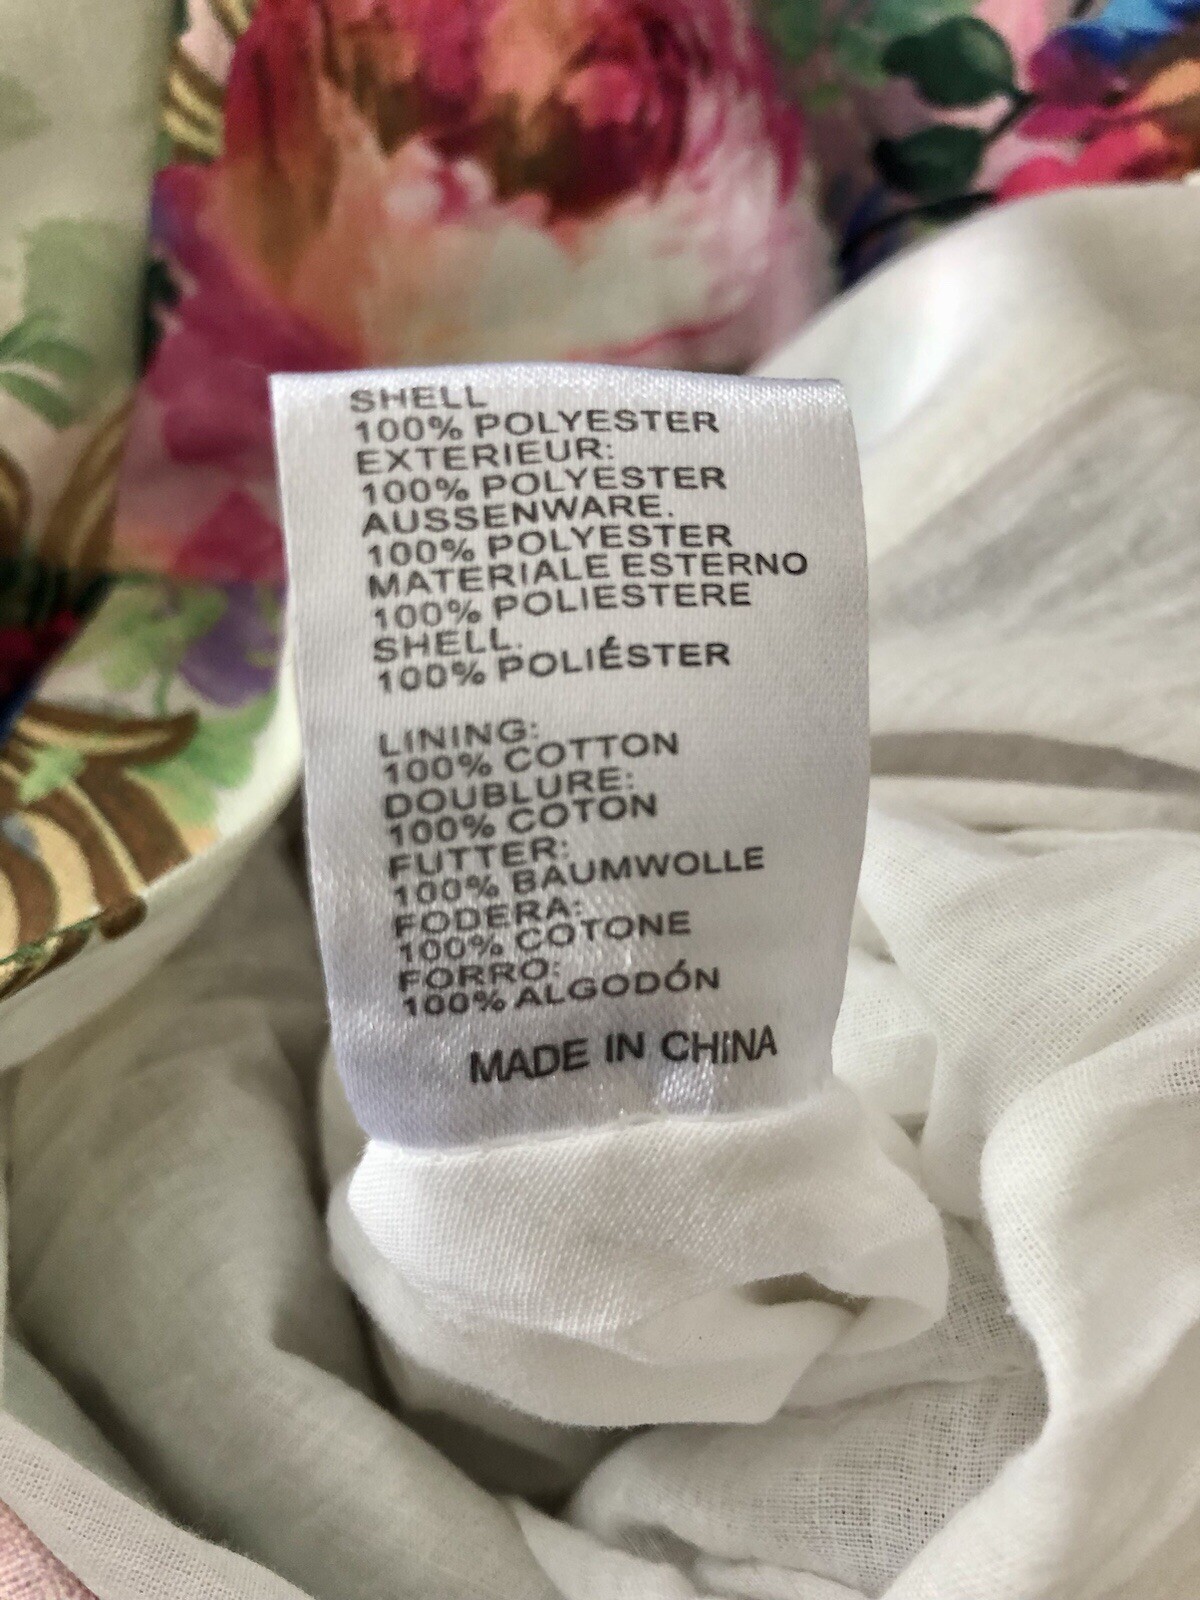 SHELL
100% POLYESTER
EXTERIEUR:
100% POLYESTER
AUSSENWARE.
100% POLYESTER
MATERIALE ESTERNO
100% POLIESTERE
SHELL.
100% POLIÉSTER
LINING:
100% COTTON
DOUBLURE:
100% COTON
FUTTER:
100% BAUMWOLLE
FODERA:
100% COTONE
FORRO:
100% ALGODÓN
MADE IN CHINA